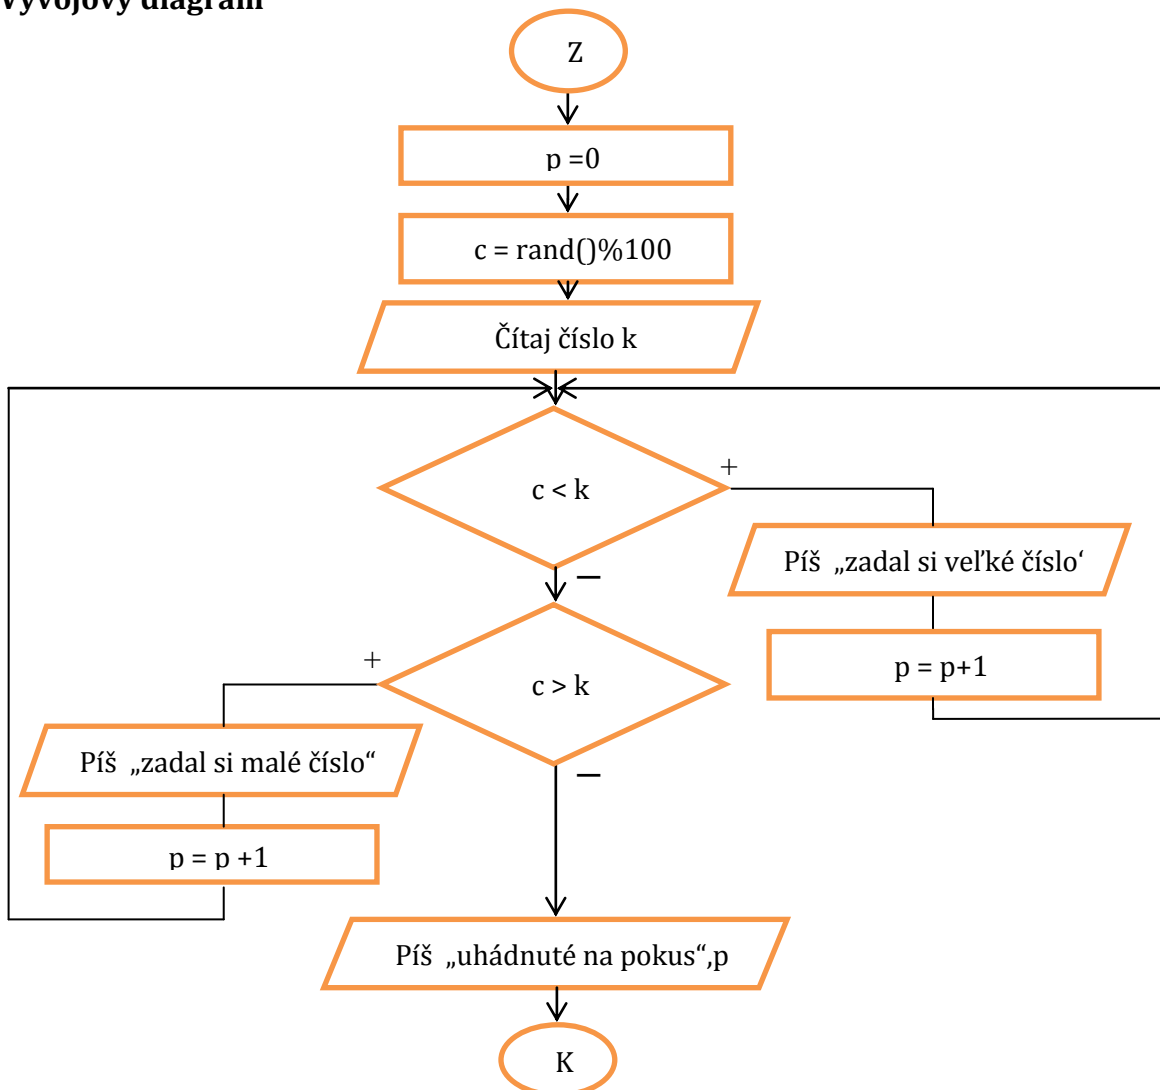 Vývojový diagram
Z
p =0
c = rand()%100
Čítaj číslo k
c < k
+
Píš „zadal si veľké číslo‘
–
p = p+1
+
c > k
Píš „zadal si malé číslo“
–
p = p +1
Píš „uhádnuté na pokus“,p
K